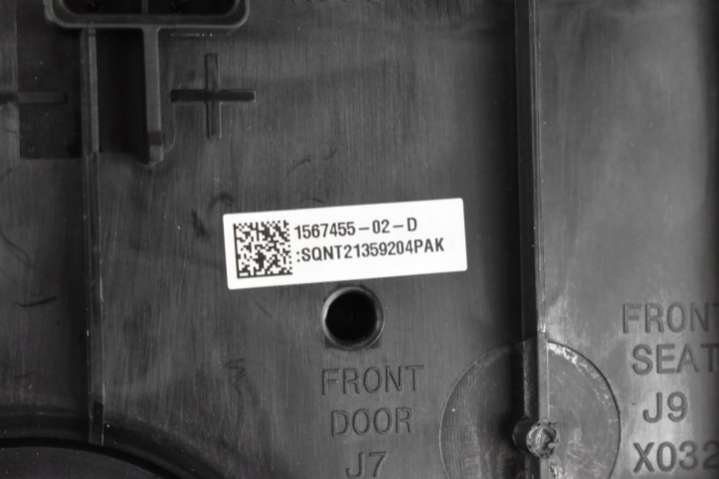 1567455-02-D
:SQNT21359204PAK
FRONT
DOOR
J7
FRONT
SEAT
J9
X032